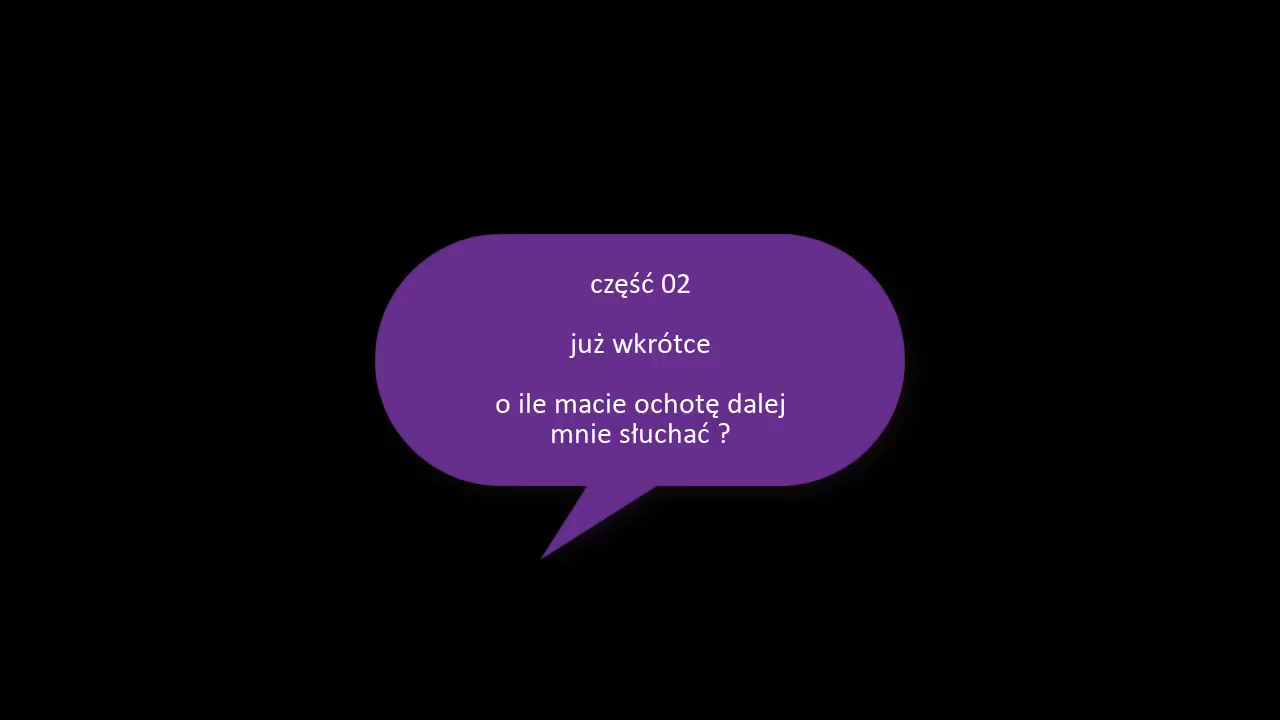 część 02
już wkrótce
o ile macie ochotę dalej
mnie słuchać ?